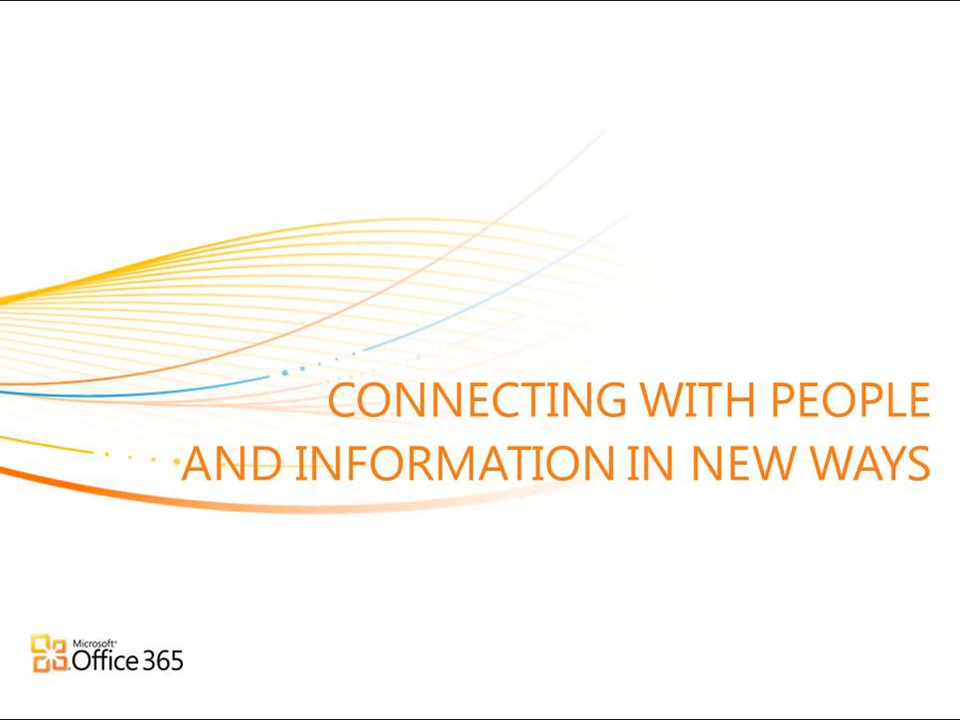 CONNECTING WITH PEOPLE
AND INFORMATION IN NEW WAYS
Microsoft®
Office 365